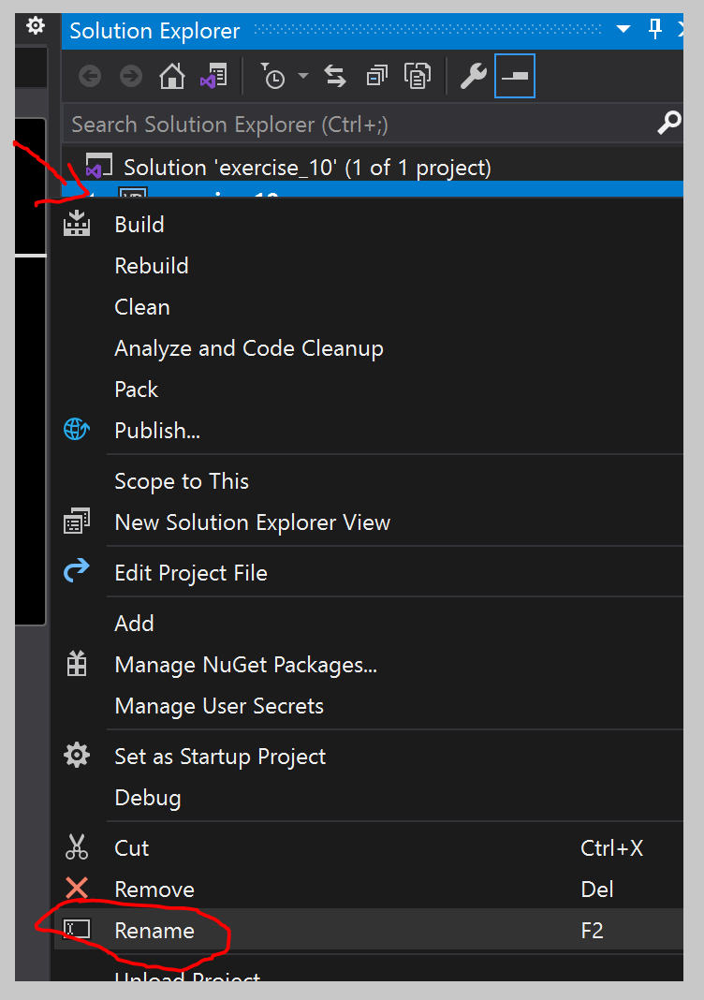 Solution Explorer
Search Solution Explorer (Ctrl+;)
Solution 'exercise_10' (1 of 1 project)
Build
Rebuild
Clean
Analyze and Code Cleanup
Pack
Publish...
Scope to This
New Solution Explorer View
Edit Project File
Add
Manage NuGet Packages...
Manage User Secrets
Set as Startup Project
Debug
Cut Ctrl+X
Remove Del
Rename F2
Unload Project